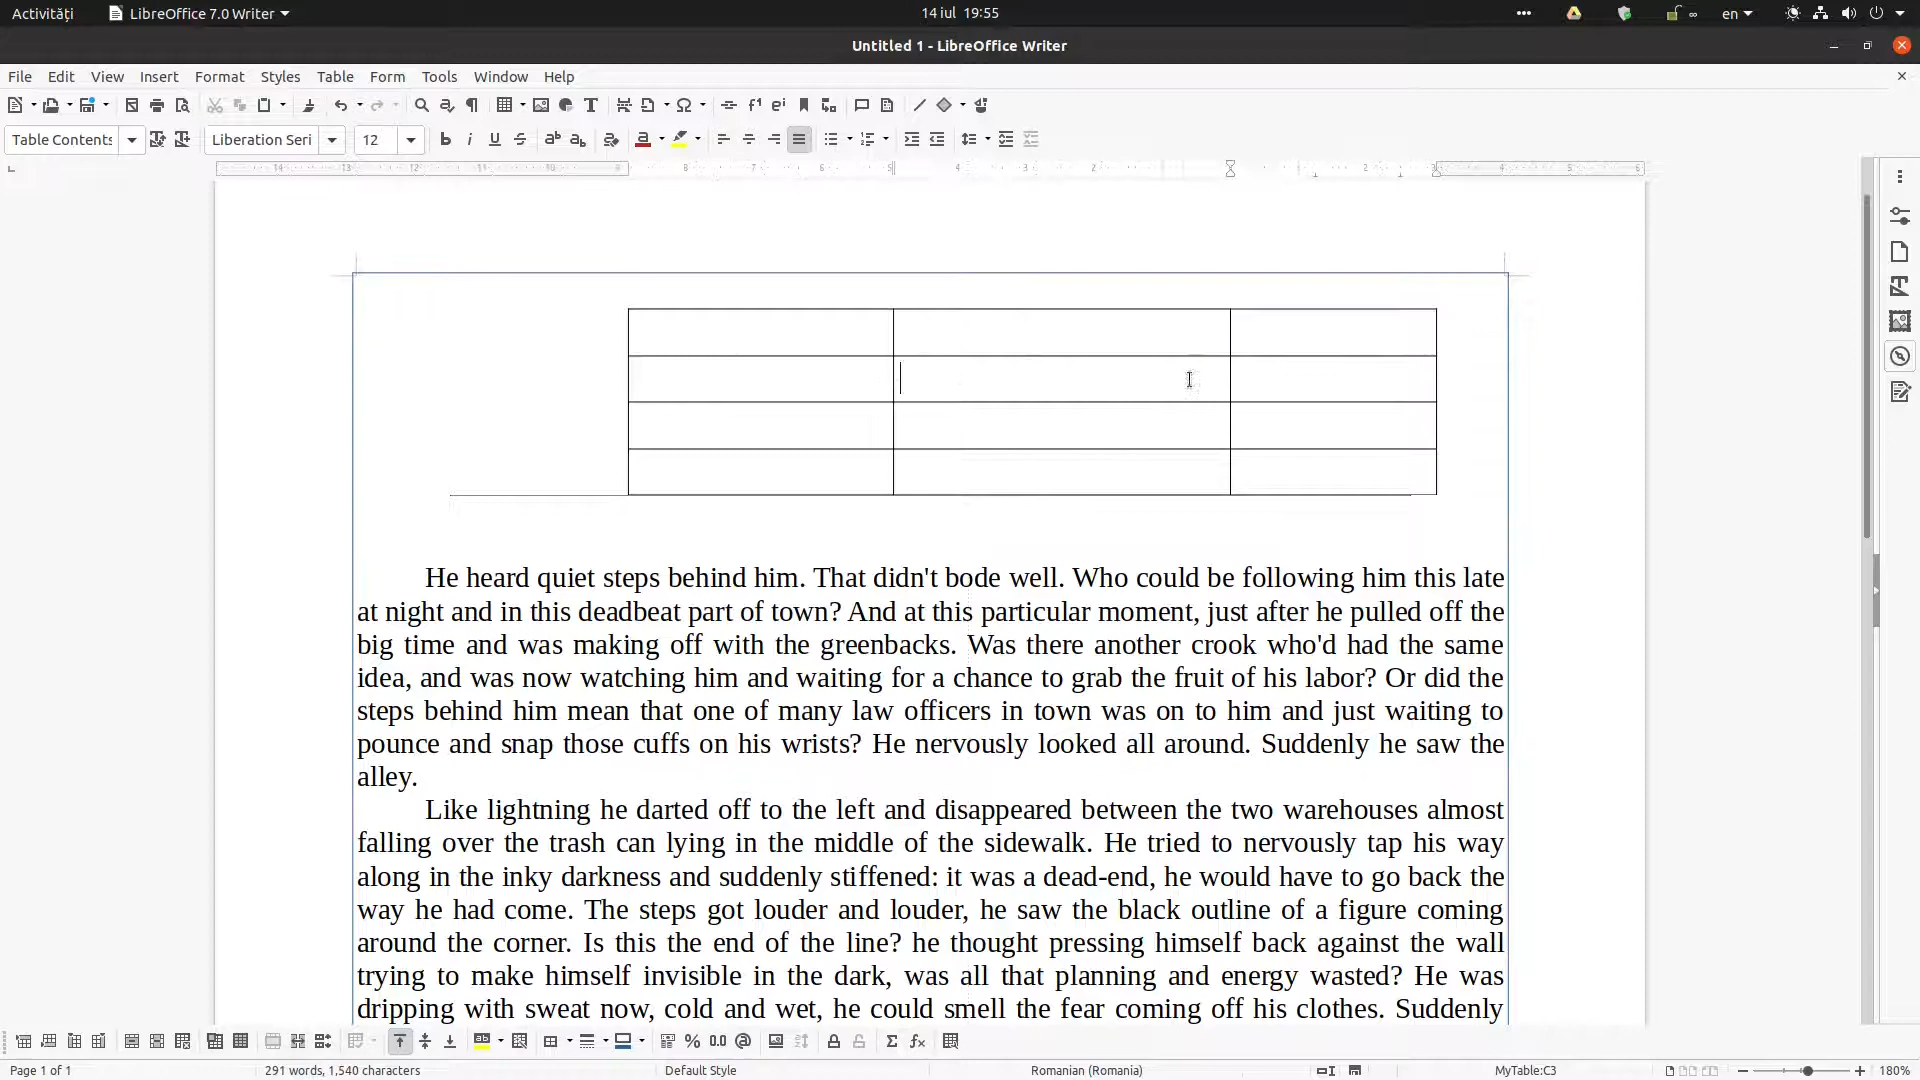 Activități
LibreOffice 7.0 Writer
14 iul 19:55
en
Untitled 1 - LibreOffice Writer
File Edit View Insert Format Styles Table Form Tools Window Help
Table Contents
Liberation Seri
12
He heard quiet steps behind him. That didn't bode well. Who could be following him this late
at night and in this deadbeat part of town? And at this particular moment, just after he pulled off the
big time and was making off with the greenbacks. Was there another crook who'd had the same
idea, and was now watching him and waiting for a chance to grab the fruit of his labor? Or did the
steps behind him mean that one of many law officers in town was on to him and just waiting to
pounce and snap those cuffs on his wrists? He nervously looked all around. Suddenly he saw the
alley.
Like lightning he darted off to the left and disappeared between the two warehouses almost
falling over the trash can lying in the middle of the sidewalk. He tried to nervously tap his way
along in the inky darkness and suddenly stiffened: it was a dead-end, he would have to go back the
way he had come. The steps got louder and louder, he saw the black outline of a figure coming
around the corner. Is this the end of the line? he thought pressing himself back against the wall
trying to make himself invisible in the dark, was all that planning and energy wasted? He was
dripping with sweat now, cold and wet, he could smell the fear coming off his clothes. Suddenly
Page 1 of 1
291 words, 1,540 characters
Default Style
Romanian (Romania)
MyTable:C3
180%